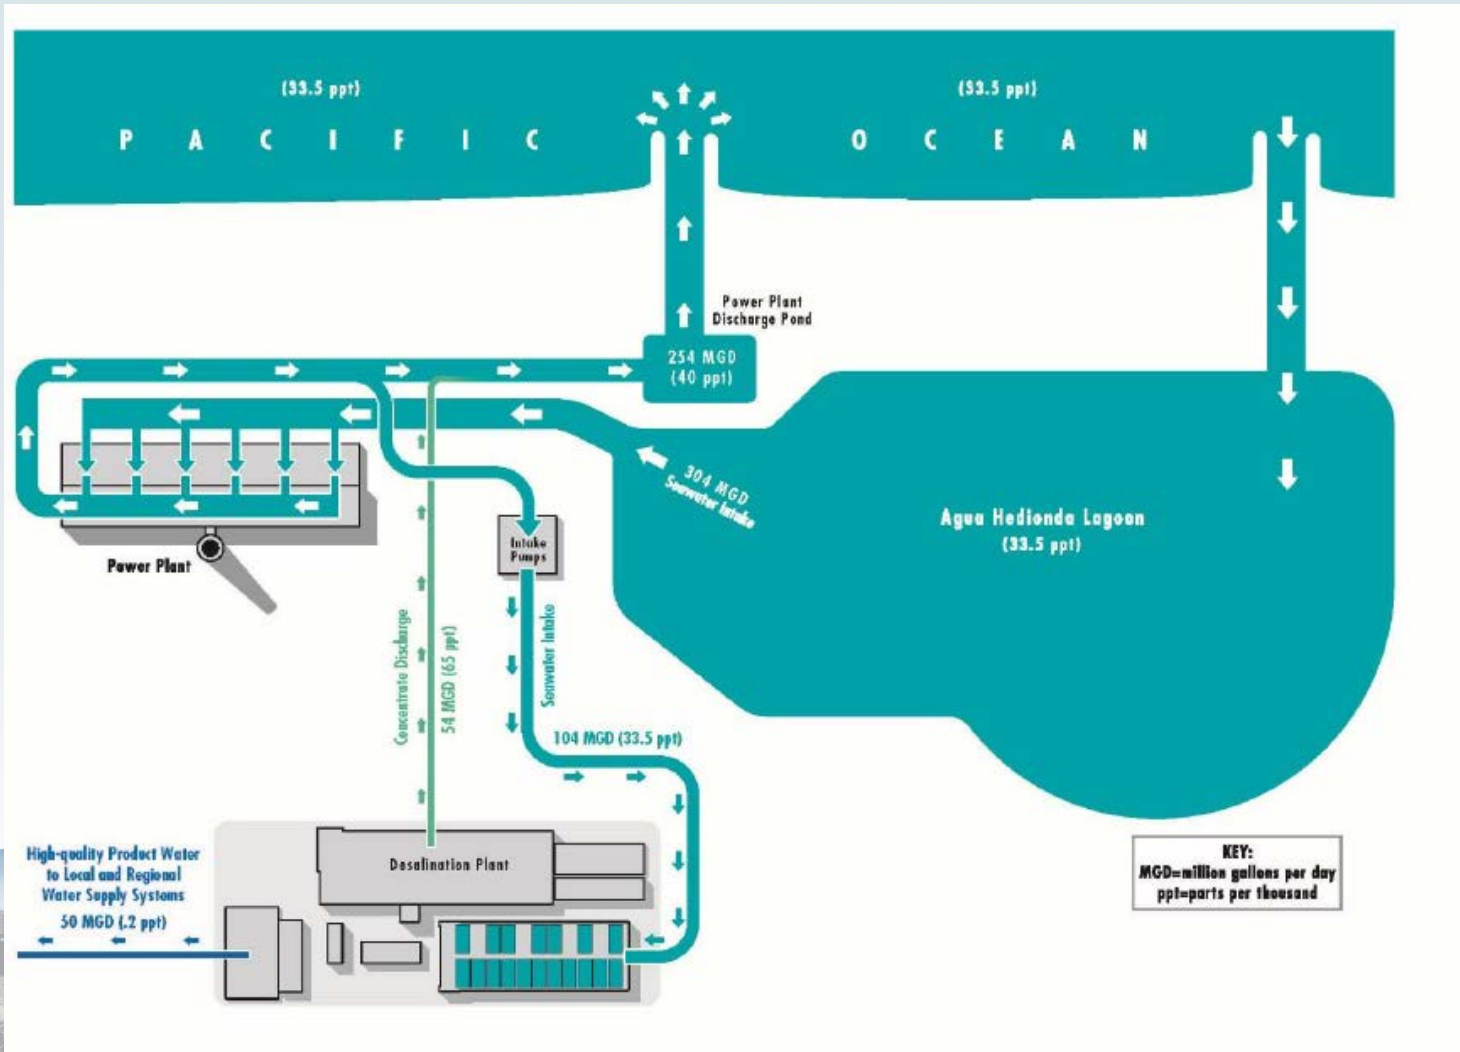 (33.5 ppt)
(33.5 ppt)
PACIFIC
OCEAN
Power Plant
Discharge Pond
254 MGD
(40 ppt)
304 MGD
Seawater Intake
Agua Hedionda Lagoon
(33.5 ppt)
Intake
Pumps
Power Plant
Concentrate Discharge
54 MGD (65 ppt)
Seawater Intake
104 MGD (33.5 ppt)
High-quality Product Water
to Local and Regional
Water Supply Systems
50 MGD (.2 ppt)
Desalination Plant
KEY:
MGD=million gallons per day
ppt=parts per thousand